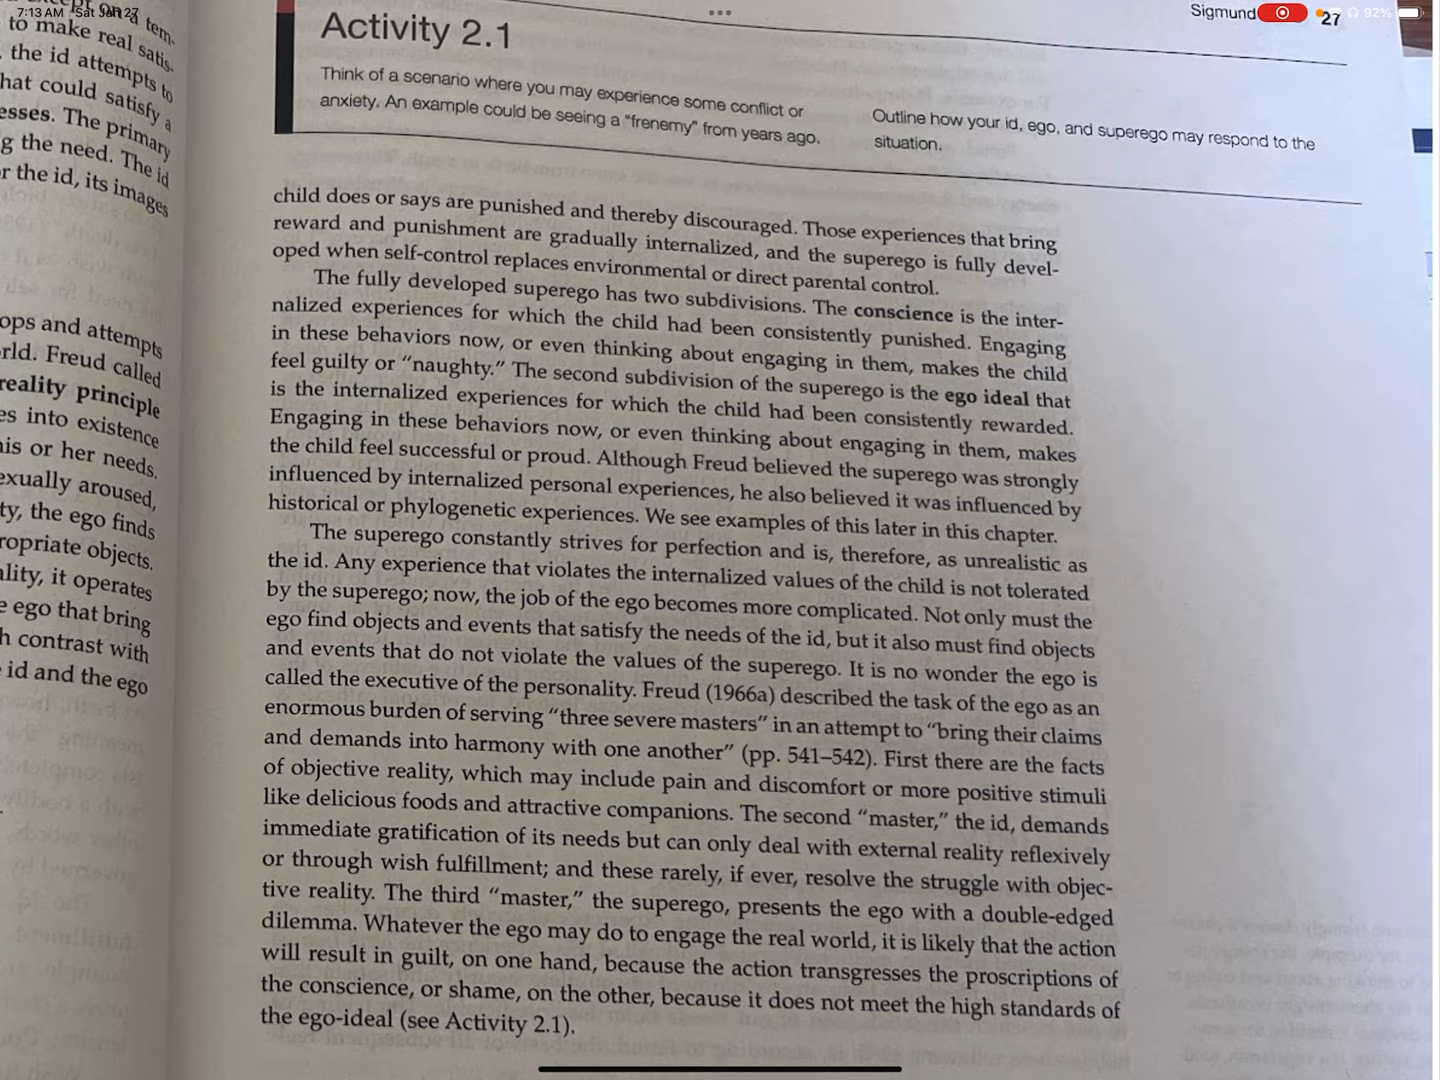 7:13 AM Sat Jan 27
Sigmund
27
92%
tem-
to make real satis-
the id attempts to
hat could satisfy a
esses. The primary
g the need. The id
r the id, its images
ops and attempts
rld. Freud called
reality principle
es into existence
his or her needs.
exually aroused,
ty, the ego finds
ropriate objects.
ality, it operates
e ego that bring
h contrast with
id and the ego
Activity 2.1
Think of a scenario where you may experience some conflict or
anxiety. An example could be seeing a "frenemy" from years ago.
Outline how your id, ego, and superego may respond to the
situation.
child does or says are punished and thereby discouraged. Those experiences that bring
reward and punishment are gradually internalized, and the superego is fully devel-
oped when self-control replaces environmental or direct parental control.
The fully developed superego has two subdivisions. The conscience is the inter-
nalized experiences for which the child had been consistently punished. Engaging
in these behaviors now, or even thinking about engaging in them, makes the child
feel guilty or "naughty." The second subdivision of the superego is the ego ideal that
is the internalized experiences for which the child had been consistently rewarded.
Engaging in these behaviors now, or even thinking about engaging in them, makes
the child feel successful or proud. Although Freud believed the superego was strongly
influenced by internalized personal experiences, he also believed it was influenced by
historical or phylogenetic experiences. We see examples of this later in this chapter.
The superego constantly strives for perfection and is, therefore, as unrealistic as
the id. Any experience that violates the internalized values of the child is not tolerated
by the superego; now, the job of the ego becomes more complicated. Not only must the
ego find objects and events that satisfy the needs of the id, but it also must find objects
and events that do not violate the values of the superego. It is no wonder the ego is
called the executive of the personality. Freud (1966a) described the task of the ego as an
enormous burden of serving "three severe masters" in an attempt to "bring their claims
and demands into harmony with one another" (pp. 541–542). First there are the facts
of objective reality, which may include pain and discomfort or more positive stimuli
like delicious foods and attractive companions. The second "master," the id, demands
immediate gratification of its needs but can only deal with external reality reflexively
or through wish fulfillment; and these rarely, if ever, resolve the struggle with objec-
tive reality. The third "master," the superego, presents the ego with a double-edged
dilemma. Whatever the ego may do to engage the real world, it is likely that the action
will result in guilt, on one hand, because the action transgresses the proscriptions of
the conscience, or shame, on the other, because it does not meet the high standards of
the ego-ideal (see Activity 2.1).